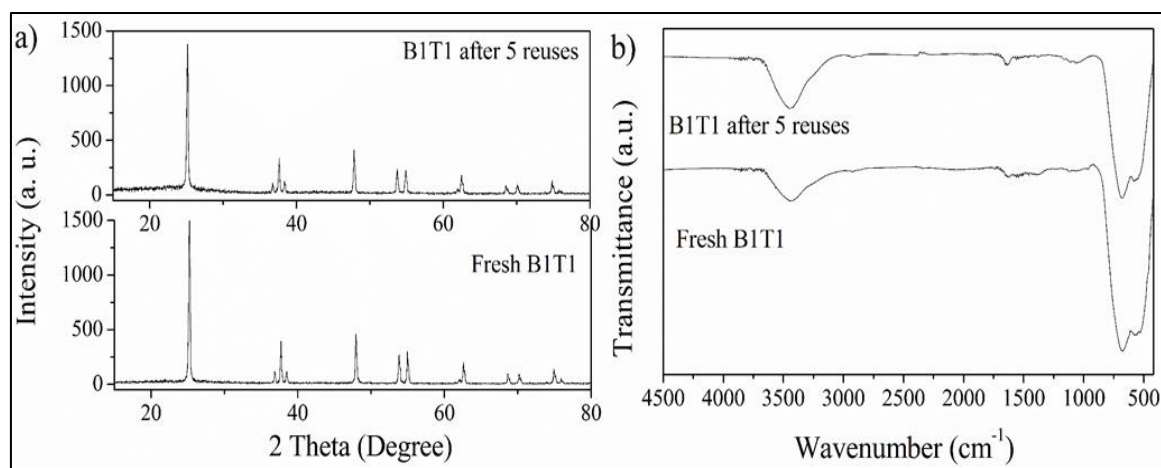 a)
1500
1000
500
0
B1T1 after 5 reuses
20
40
60
80
1500
1000
500
0
Fresh B1T1
20
40
60
80
Intensity (a. u.)
2 Theta (Degree)
b)
B1T1 after 5 reuses
Fresh B1T1
Transmittance (a.u.)
4500 3750 3000 2500 2000 1500 1000 500
Wavenumber (cm⁻¹)